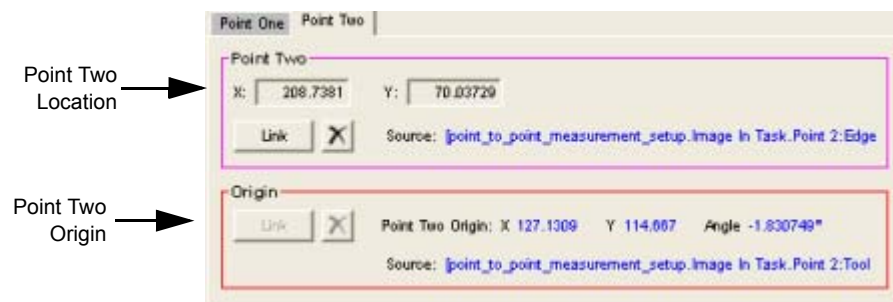 Point One Point Two
Point Two
Point Two Location
X: 208.7381 Y: 70.03729
Link X Source: [point_to_point_measurement_setup.Image In Task.Point 2:Edge
Origin
Point Two Origin
Link X Point Two Origin: X 127.1309 Y 114.667 Angle -1.830749°
Source: [point_to_point_measurement_setup.Image In Task.Point 2:Tool